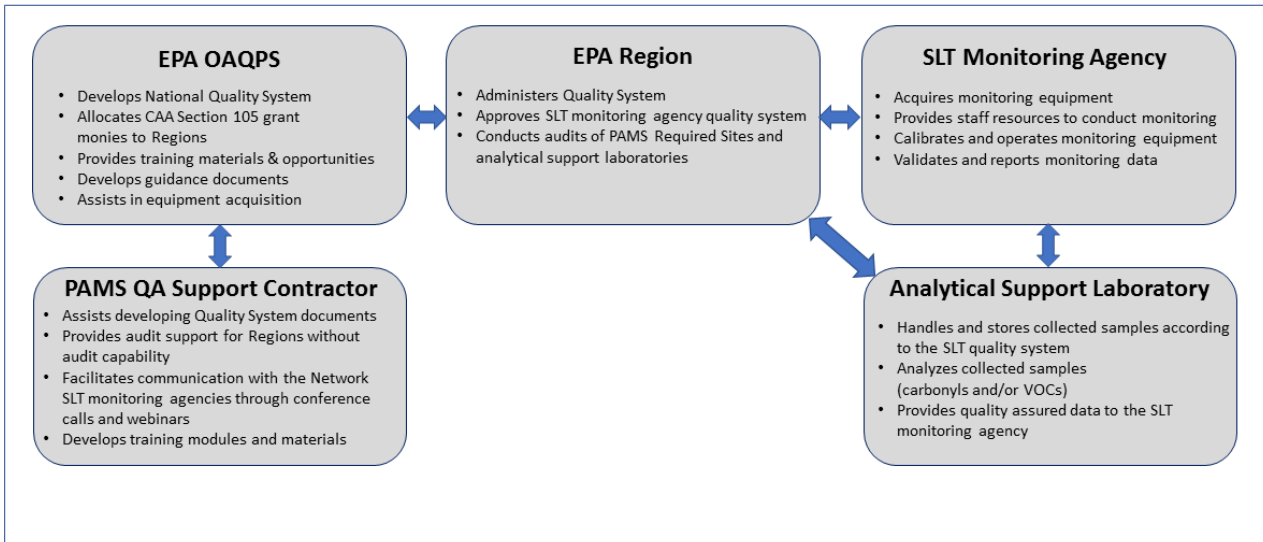 EPA OAQPS
• Develops National Quality System
• Allocates CAA Section 105 grant
monies to Regions
• Provides training materials & opportunities
• Develops guidance documents
• Assists in equipment acquisition
EPA Region
• Administers Quality System
• Approves SLT monitoring agency quality system
• Conducts audits of PAMS Required Sites and
analytical support laboratories
SLT Monitoring Agency
• Acquires monitoring equipment
• Provides staff resources to conduct monitoring
• Calibrates and operates monitoring equipment
• Validates and reports monitoring data
PAMS QA Support Contractor
• Assists developing Quality System documents
• Provides audit support for Regions without
audit capability
• Facilitates communication with the Network
SLT monitoring agencies through conference
calls and webinars
• Develops training modules and materials
Analytical Support Laboratory
• Handles and stores collected samples according
to the SLT quality system
• Analyzes collected samples
(carbonyls and/or VOCs)
• Provides quality assured data to the SLT
monitoring agency